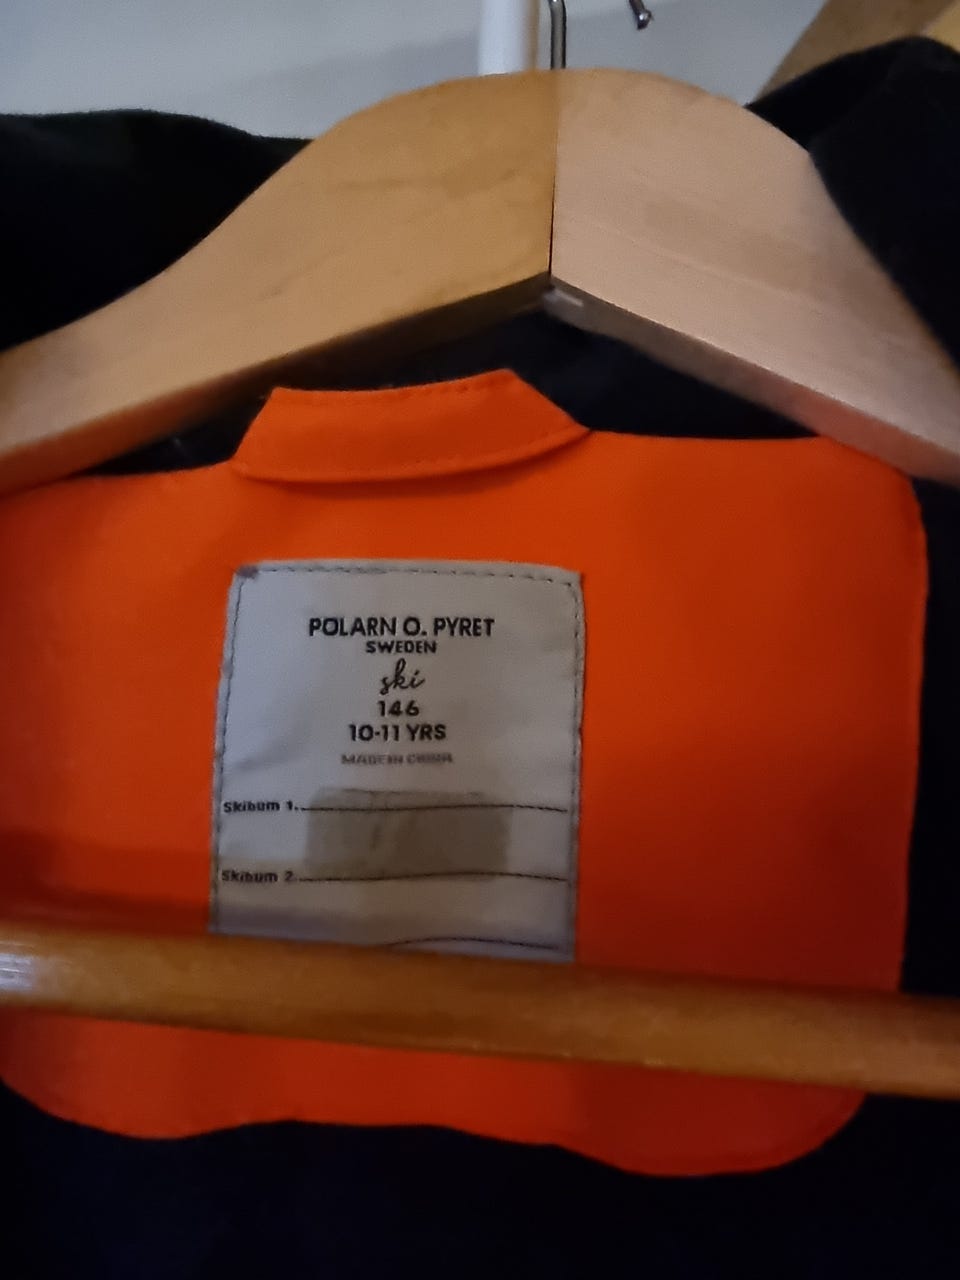 POLARN O. PYRET
SWEDEN
ski
146
10-11 YRS
MADE IN CHINA
Skibum 1.
Skibum 2.